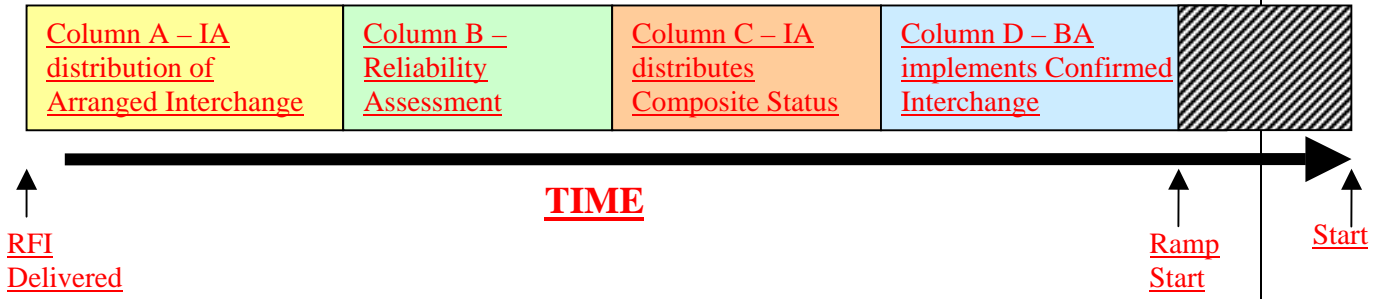 Column A – IA
distribution of
Arranged Interchange
Column B –
Reliability
Assessment
Column C – IA
distributes
Composite Status
Column D – BA
implements Confirmed
Interchange
TIME
RFI
Delivered
Ramp
Start
Start